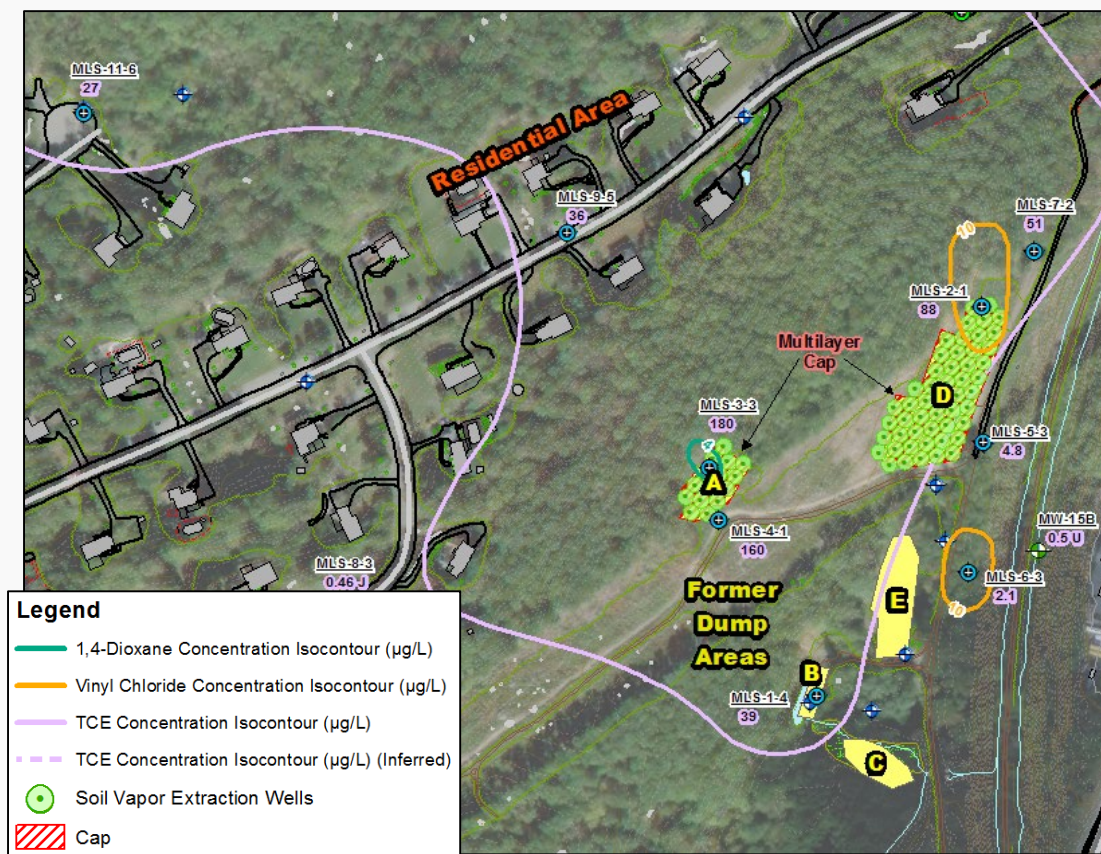 MLS-11-6
27
Residential Area
MLS-9-5
36
MLS-7-2
51
10
MLS-2-1
88
Multilayer
Cap
D
MLS-3-3
180
4
A
MLS-5-3
4.8
MLS-4-1
160
MW-15B
0.5 U
MLS-8-3
0.46 J
MLS-6-3
2.1
10
Former
Dump
Areas
E
B
MLS-1-4
39
C
Legend
1,4-Dioxane Concentration Isocontour (µg/L)
Vinyl Chloride Concentration Isocontour (µg/L)
TCE Concentration Isocontour (µg/L)
TCE Concentration Isocontour (µg/L) (Inferred)
Soil Vapor Extraction Wells
Cap